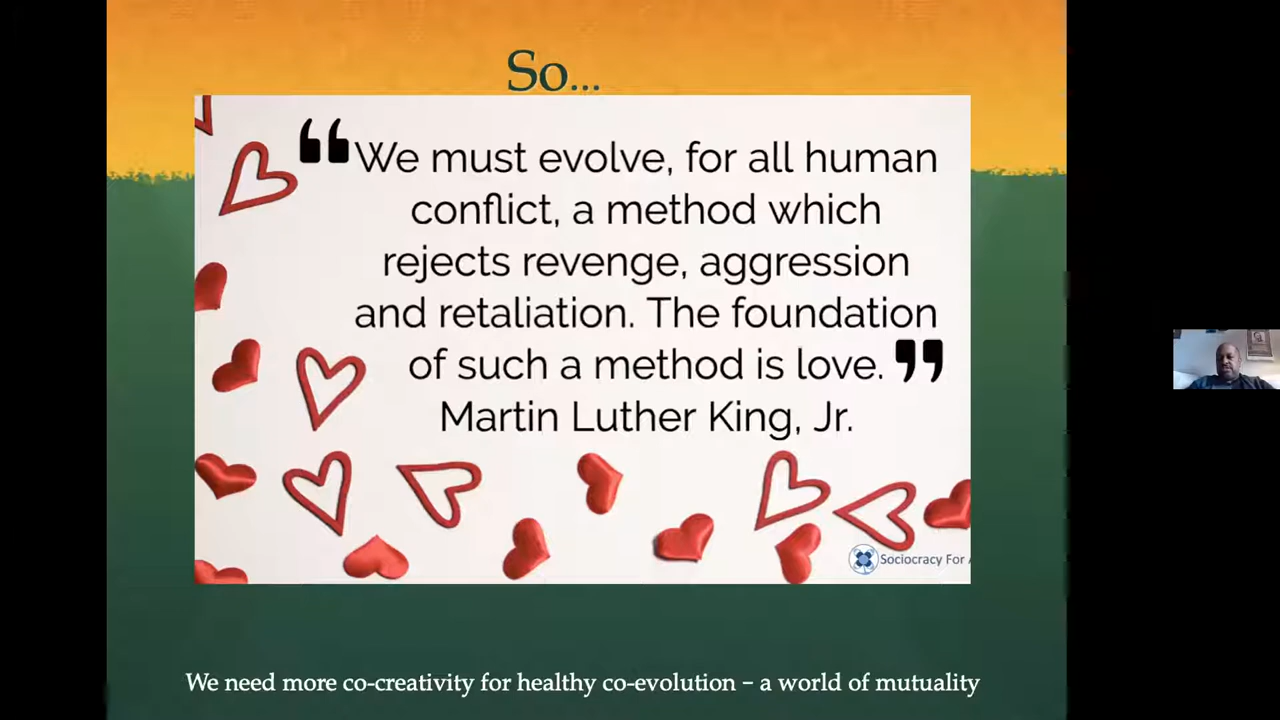 So...
“We must evolve, for all human
conflict, a method which
rejects revenge, aggression
and retaliation. The foundation
of such a method is love.”
Martin Luther King, Jr.
Sociocracy For
We need more co-creativity for healthy co-evolution – a world of mutuality